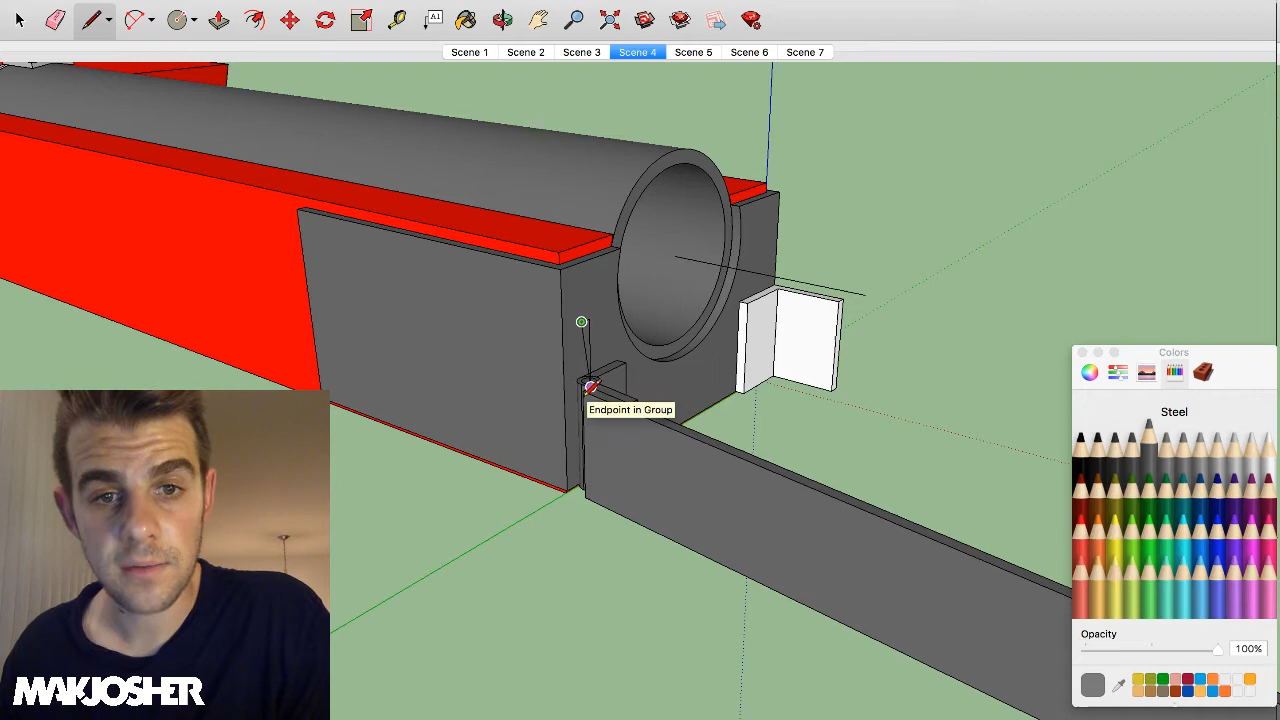 A1
Scene 1 Scene 2 Scene 3 Scene 4 Scene 5 Scene 6 Scene 7
Colors
Steel
Endpoint in Group
Opacity
100%
MAKJOSHER